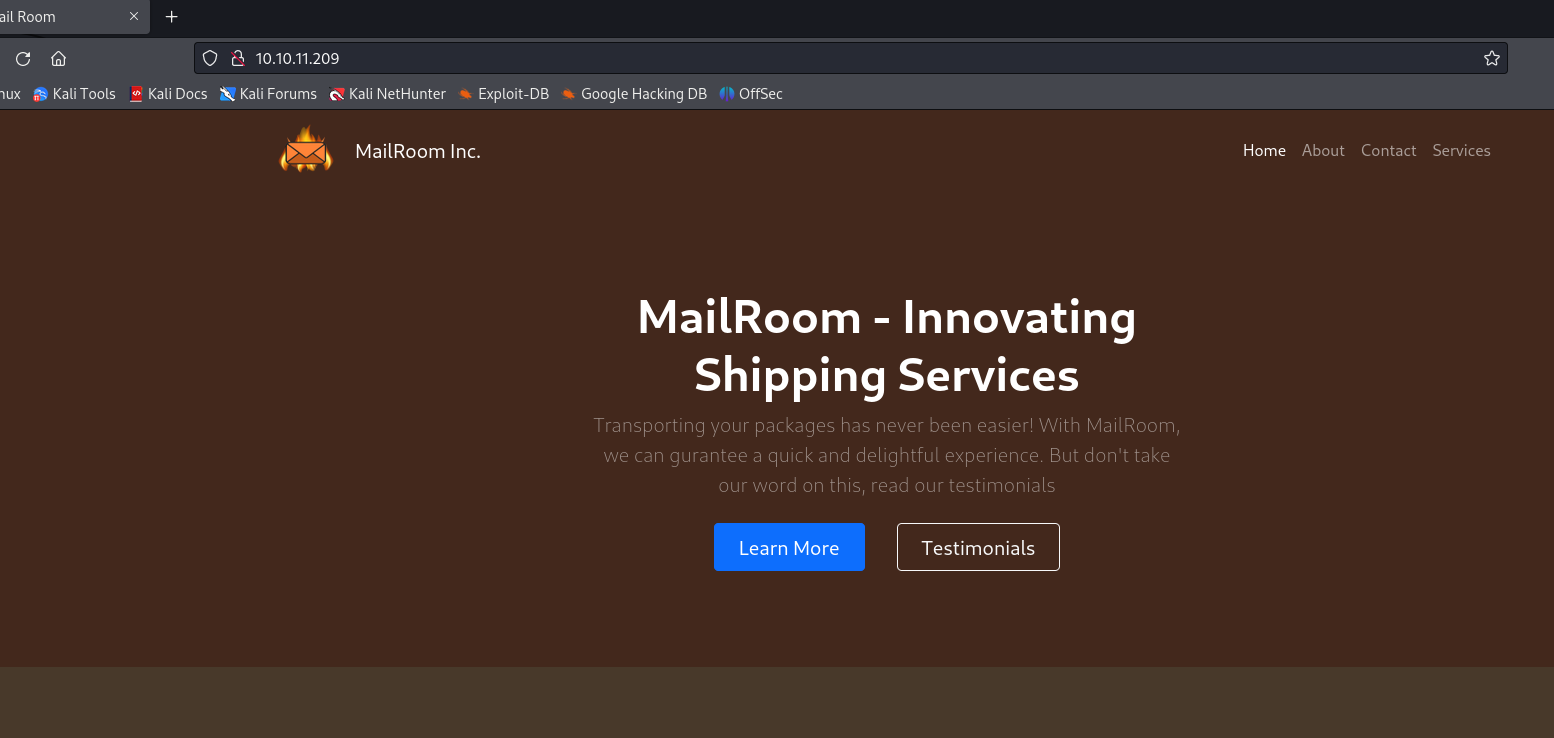 ail Room
10.10.11.209
nux Kali Tools Kali Docs Kali Forums Kali NetHunter Exploit-DB Google Hacking DB OffSec
MailRoom Inc. Home About Contact Services
MailRoom - Innovating
Shipping Services
Transporting your packages has never been easier! With MailRoom,
we can gurantee a quick and delightful experience. But don't take
our word on this, read our testimonials
Learn More Testimonials